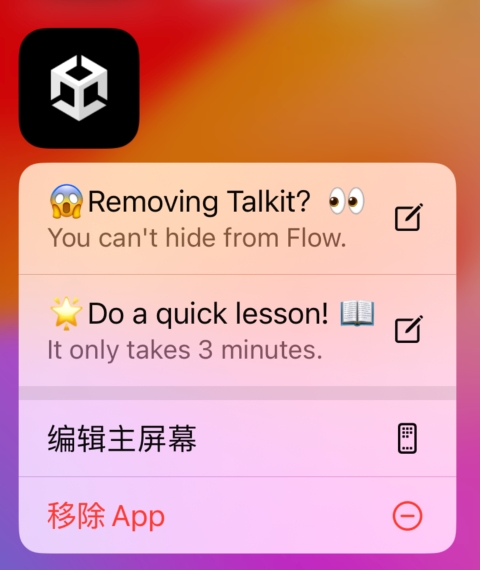 😱Removing Talkit? 👀
You can't hide from Flow.
🌟Do a quick lesson! 📖
It only takes 3 minutes.
编辑主屏幕
移除 App